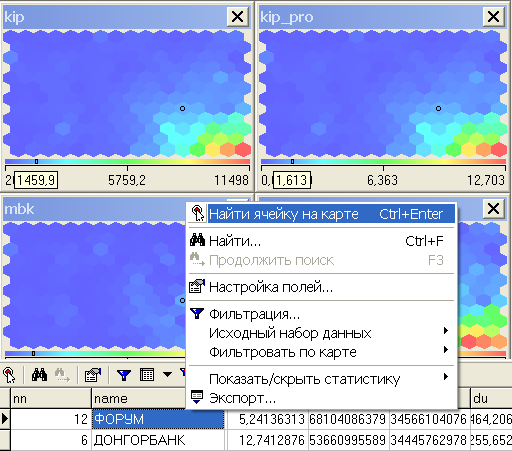 kip
kip_pro
1459,9
5759,2
11498
1,613
6,363
12,703
mbk
Найти ячейку на карте Ctrl+Enter
Найти... Ctrl+F
Продолжить поиск F3
Настройка полей...
Фильтрация...
Исходный набор данных
Фильтровать по карте
Показать/скрыть статистику
Экспорт...
nn name du
12 ФОРУМ 5,24136313 68104086379 34566104076 464,206
6 ДОНГОРБАНК 12,7412876 53660995589 34445762978 255,652